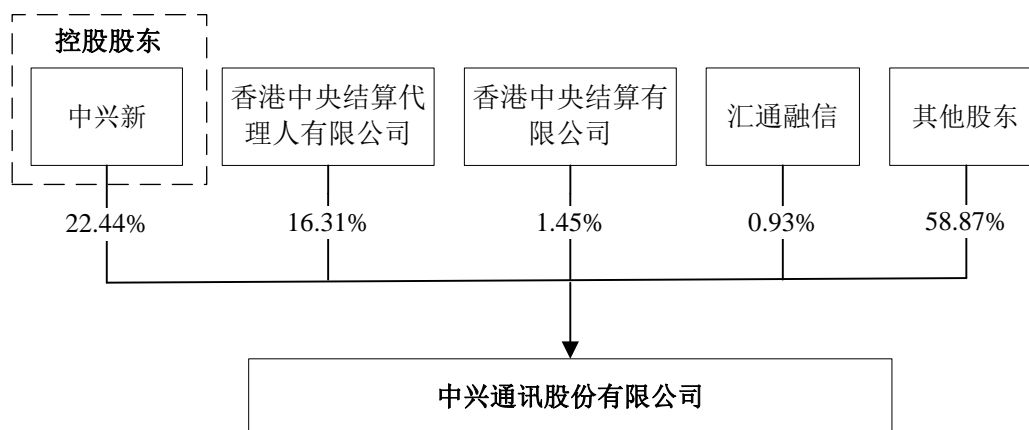 控股股东
中兴新
香港中央结算代
理人有限公司
香港中央结算有
限公司
汇通融信
其他股东
22.44%
16.31%
1.45%
0.93%
58.87%
中兴通讯股份有限公司